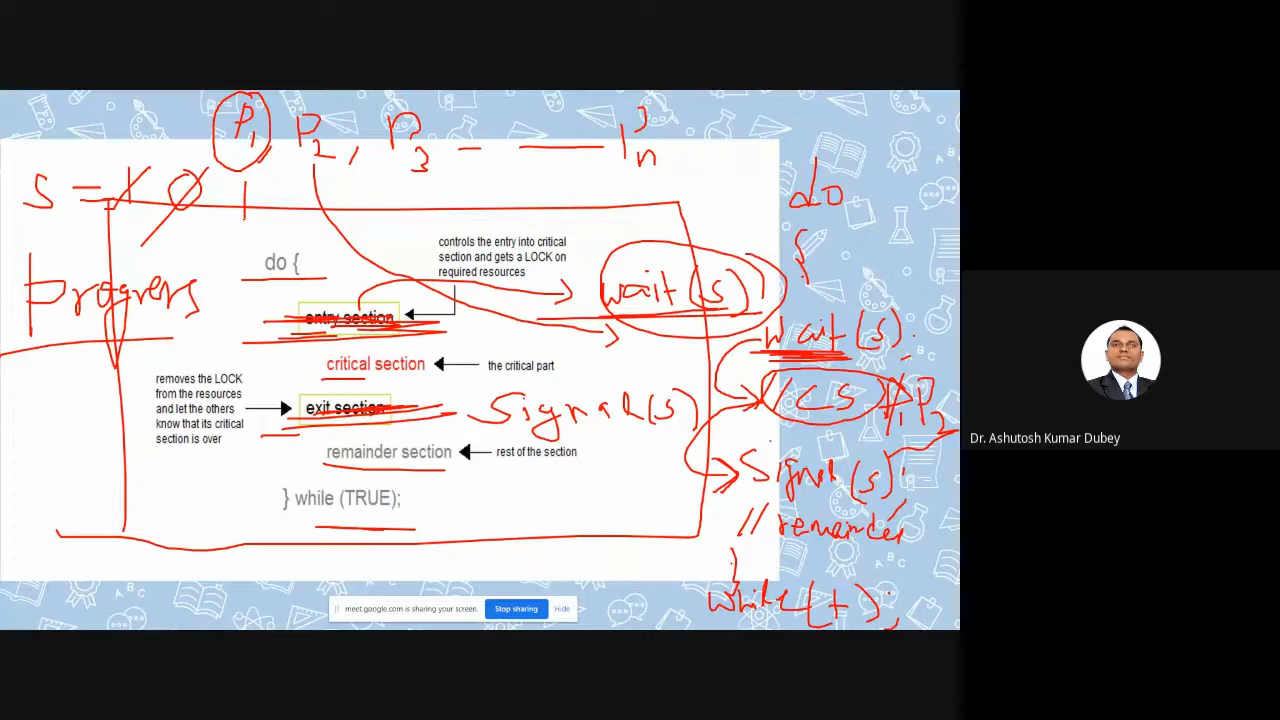 P1 P2, P3 - — Pn
S = 1 0 1
do
{
controls the entry into critical
section and gets a LOCK on
required resources
do {
wait(s)
Progress
entry section
wait(s);
critical section
the critical part
removes the LOCK
from the resources
and let the others
know that its critical
section is over
CS P1 P2
exit section
Signal(s)
Dr. Ashutosh Kumar Dubey
remainder section
rest of the section
Signal(s);
} while (TRUE);
// remainder
}
while(t);
meet.google.com is sharing your screen.
Stop sharing
Hide